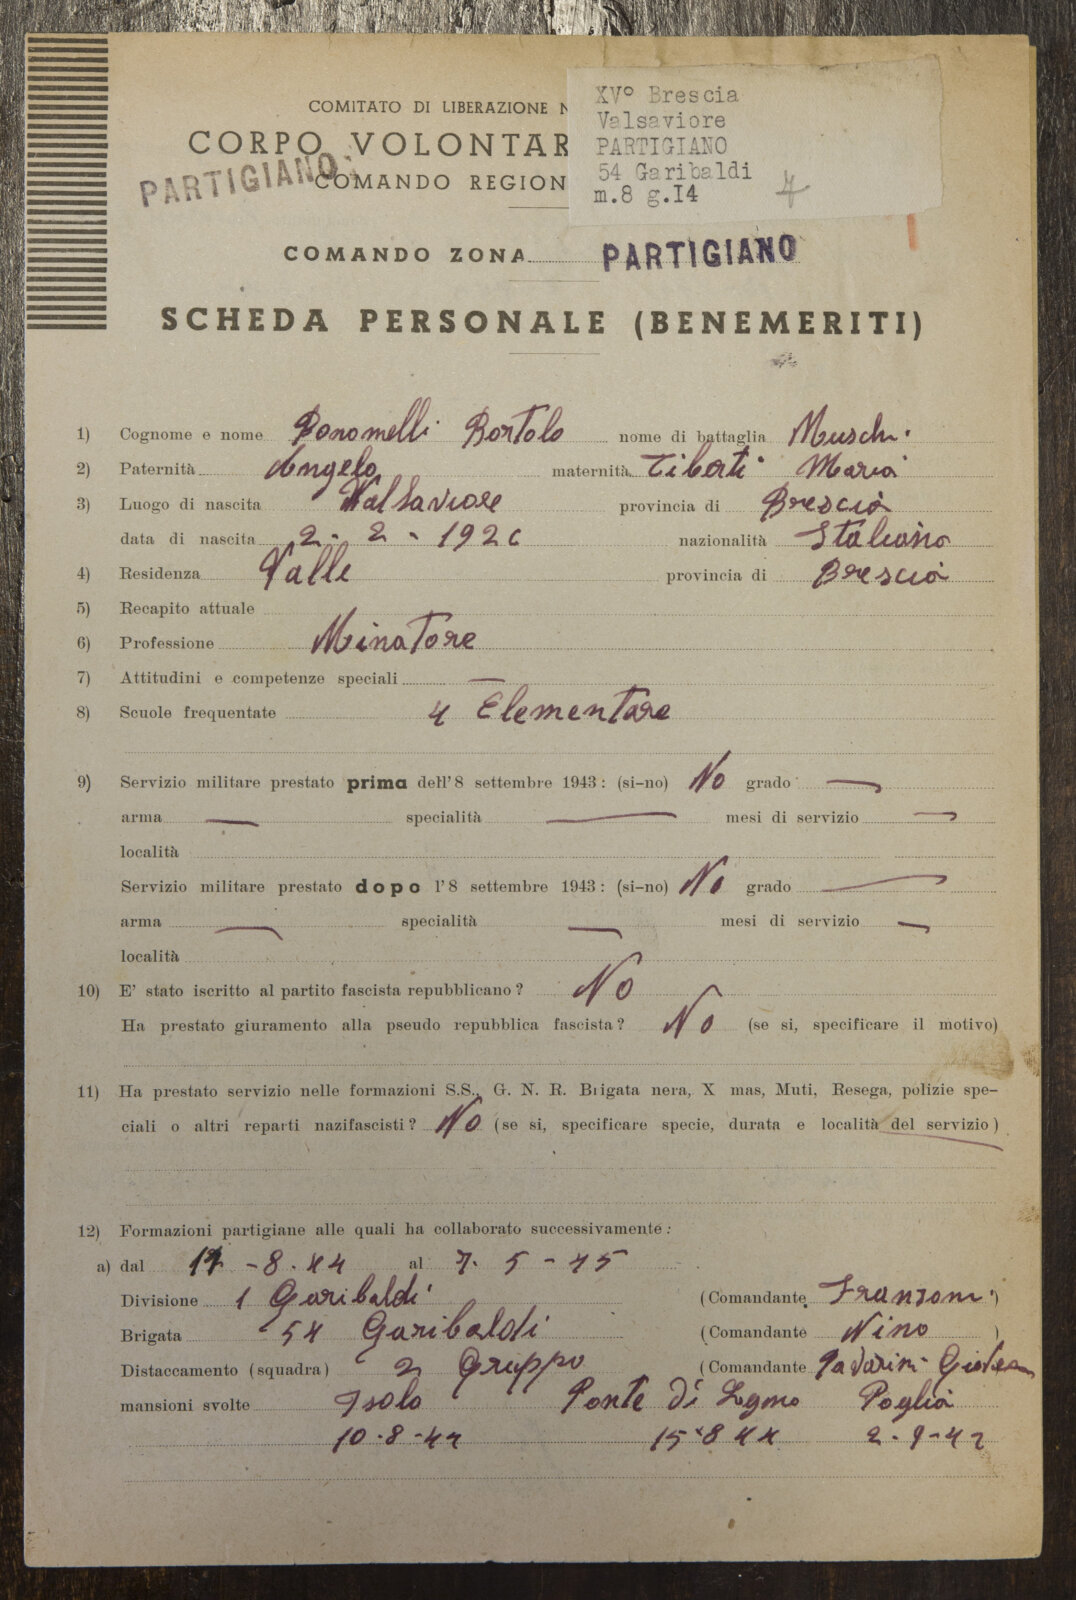 COMITATO DI LIBERAZIONE N
XV° Brescia
Valsaviore
PARTIGIANO
54 Garibaldi
m.8 g.I4
CORPO VOLONTAR
PARTIGIANO
COMANDO REGION
COMANDO ZONA PARTIGIANO
SCHEDA PERSONALE (BENEMERITI)
1) Cognome e nome Bonomelli Bortolo nome di battaglia Muschi
2) Paternità Angelo maternità Tiberti Maria
3) Luogo di nascita Valsaviore provincia di Brescia
data di nascita 2 - 2 - 1926 nazionalità Italiana
4) Residenza Valle provincia di Brescia
5) Recapito attuale
6) Professione Minatore
7) Attitudini e competenze speciali —
8) Scuole frequentate 4 Elementare
9) Servizio militare prestato prima dell'8 settembre 1943: (si-no) No grado —
arma — specialità — mesi di servizio —
località
Servizio militare prestato dopo l'8 settembre 1943: (si-no) No grado —
arma — specialità — mesi di servizio —
località
10) E' stato iscritto al partito fascista repubblicano? No
Ha prestato giuramento alla pseudo repubblica fascista? No (se si, specificare il motivo)
11) Ha prestato servizio nelle formazioni S.S., G. N. R. Brigata nera, X mas, Muti, Resega, polizie spe-
ciali o altri reparti nazifascisti? No (se si, specificare specie, durata e località del servizio)
12) Formazioni partigiane alle quali ha collaborato successivamente:
a) dal - 8 - 44 al 7 - 5 - 45
Divisione 1 Garibaldi (Comandante Franzoni)
Brigata 54 Garibaldi (Comandante Nino)
Distaccamento (squadra) 2 Gruppo (Comandante
mansioni svolte Isola Ponte di Legno Poglia
10-8-44 15-8-44 2-9-44